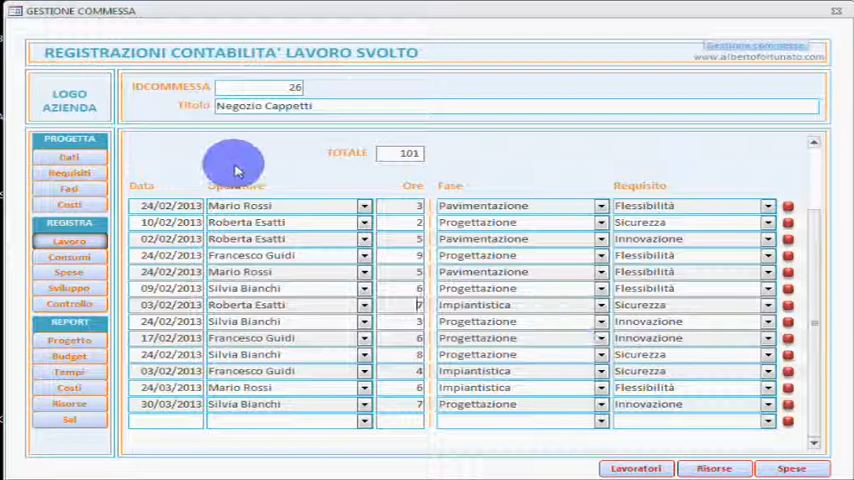 GESTIONE COMMESSA
REGISTRAZIONI CONTABILITA' LAVORO SVOLTO
Gestione commesse
www.albertofortunato.com
LOGO AZIENDA
IDCOMMESSA 26
Titolo Negozio Cappetti
PROGETTA
Dati
Requisiti
Fasi
Costi
REGISTRA
Lavoro
Consumi
Spese
Sviluppo
Controllo
REPORT
Progetto
Budget
Tempi
Costi
Risorse
Sal
TOTALE 101
Data Operatore Ore Fase Requisito
24/02/2013 Mario Rossi 3 Pavimentazione Flessibilità
10/02/2013 Roberta Esatti 2 Progettazione Sicurezza
02/02/2013 Roberta Esatti 5 Pavimentazione Innovazione
24/02/2013 Francesco Guidi 9 Progettazione Flessibilità
24/02/2013 Mario Rossi 5 Pavimentazione Flessibilità
09/02/2013 Silvia Bianchi 6 Progettazione Flessibilità
03/02/2013 Roberta Esatti 7 Impiantistica Sicurezza
24/02/2013 Silvia Bianchi 3 Progettazione Innovazione
17/02/2013 Francesco Guidi 6 Progettazione Innovazione
24/02/2013 Silvia Bianchi 8 Progettazione Sicurezza
03/02/2013 Francesco Guidi 4 Impiantistica Sicurezza
24/03/2013 Mario Rossi 6 Impiantistica Flessibilità
30/03/2013 Silvia Bianchi 7 Progettazione Innovazione
Lavoratori Risorse Spese